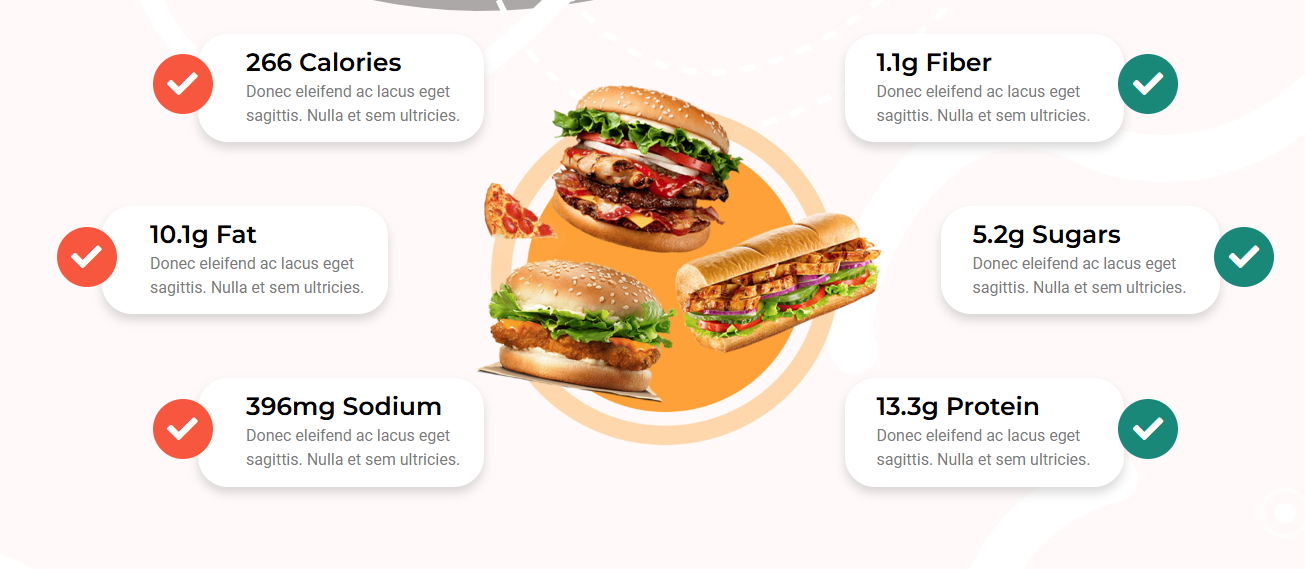 266 Calories
Donec eleifend ac lacus eget
sagittis. Nulla et sem ultricies.
10.1g Fat
Donec eleifend ac lacus eget
sagittis. Nulla et sem ultricies.
396mg Sodium
Donec eleifend ac lacus eget
sagittis. Nulla et sem ultricies.
1.1g Fiber
Donec eleifend ac lacus eget
sagittis. Nulla et sem ultricies.
5.2g Sugars
Donec eleifend ac lacus eget
sagittis. Nulla et sem ultricies.
13.3g Protein
Donec eleifend ac lacus eget
sagittis. Nulla et sem ultricies.